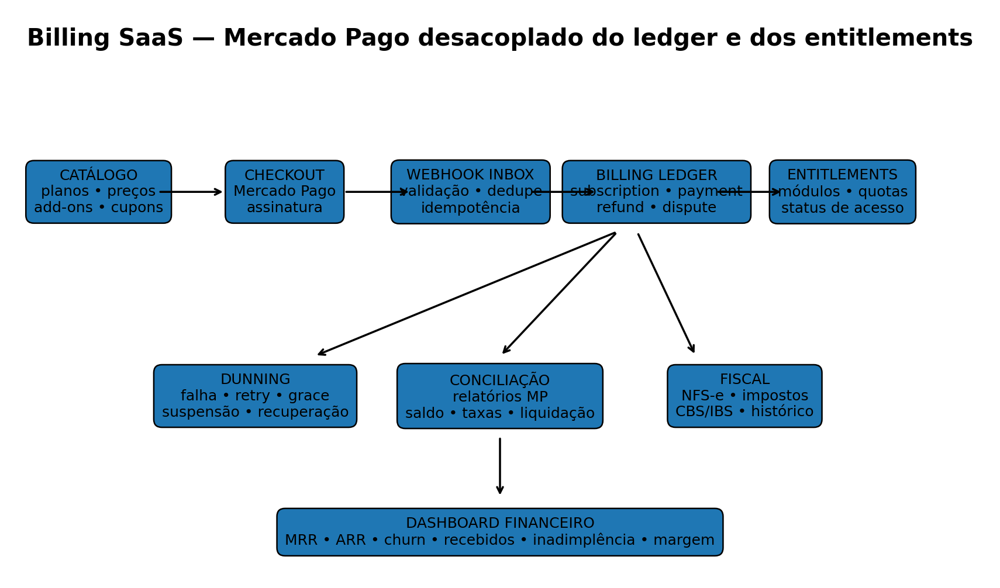 Billing SaaS — Mercado Pago desacoplado do ledger e dos entitlements
CATÁLOGO
planos • preços
add-ons • cupons
CHECKOUT
Mercado Pago
assinatura
WEBHOOK INBOX
validação • dedupe
idempotência
BILLING LEDGER
subscription • payment
refund • dispute
ENTITLEMENTS
módulos • quotas
status de acesso
DUNNING
falha • retry • grace
suspensão • recuperação
CONCILIAÇÃO
relatórios MP
saldo • taxas • liquidação
FISCAL
NFS-e • impostos
CBS/IBS • histórico
DASHBOARD FINANCEIRO
MRR • ARR • churn • recebidos • inadimplência • margem